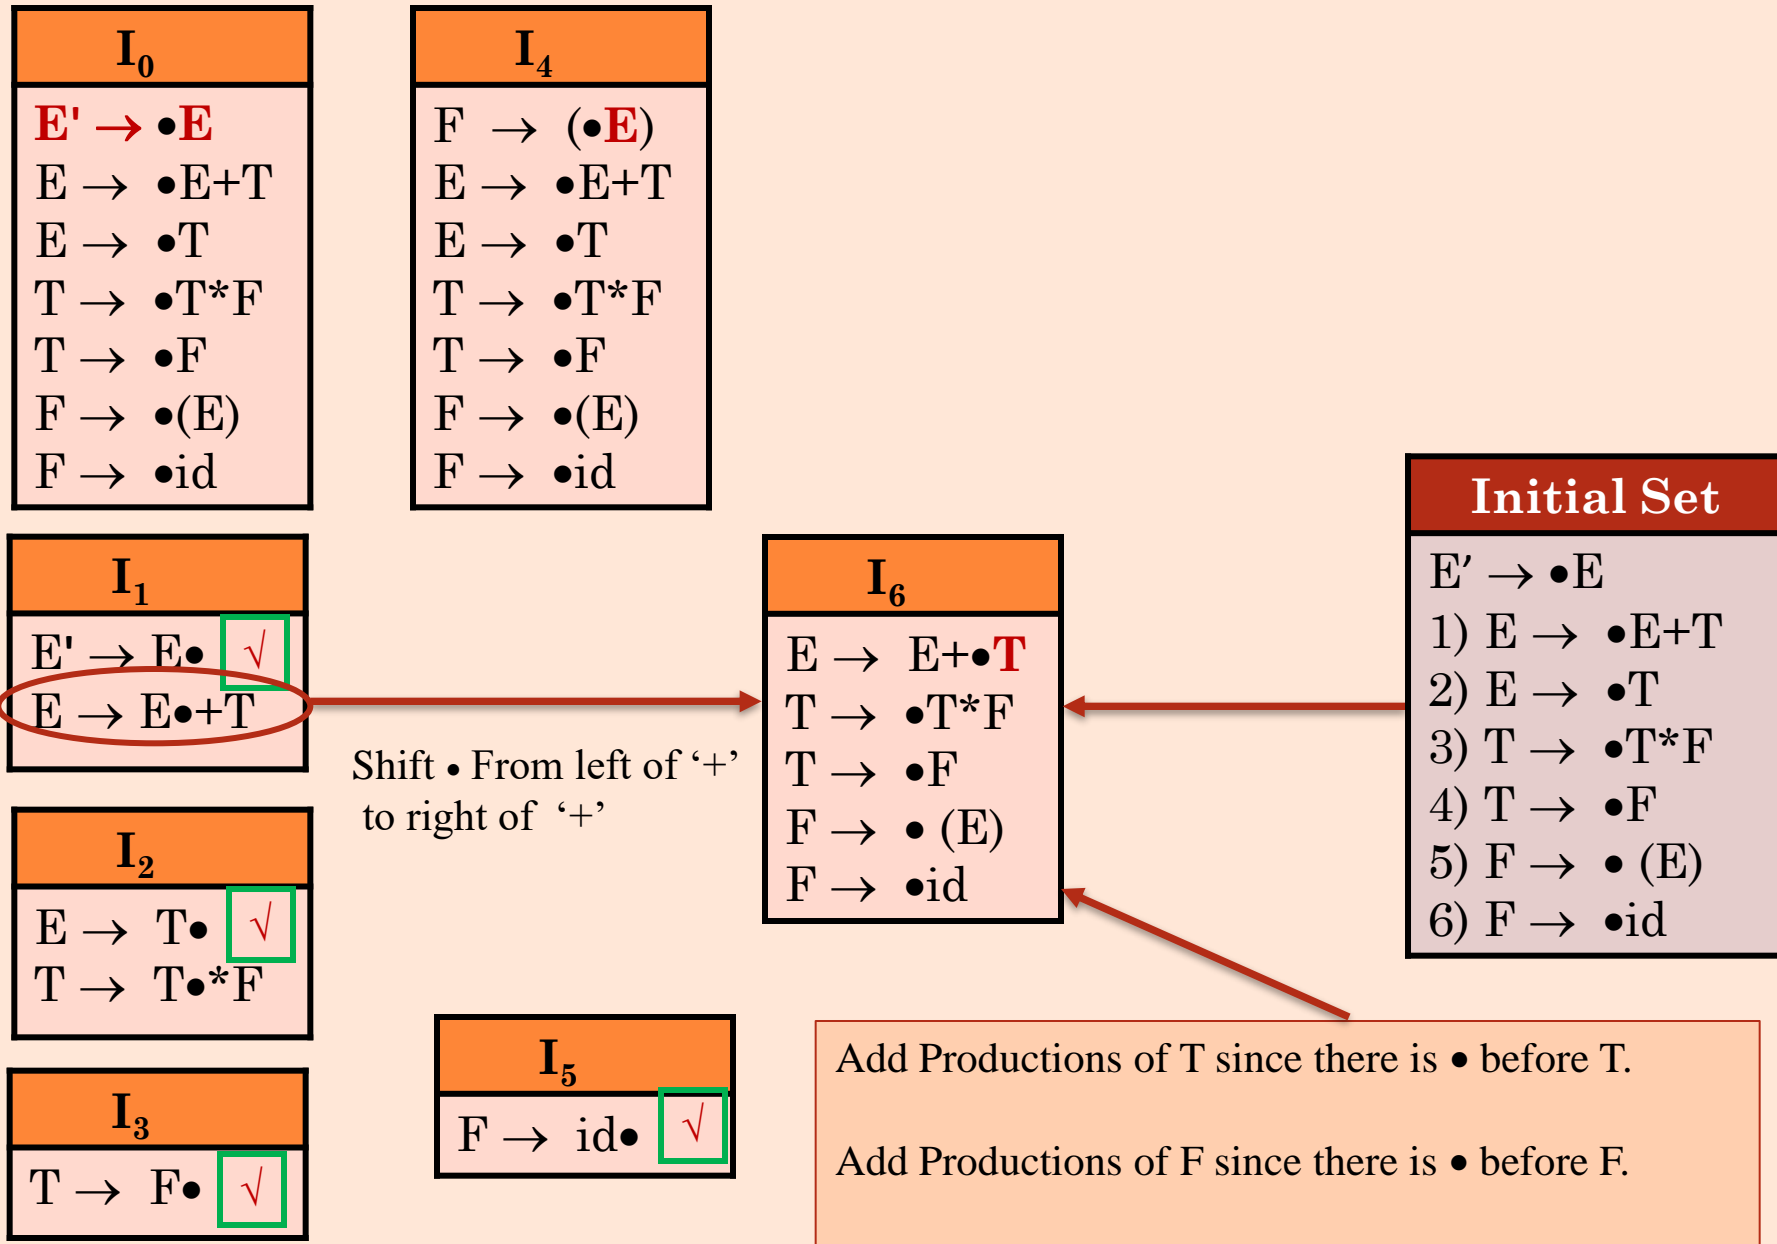 I₀
E' → •E
E → •E+T
E → •T
T → •T*F
T → •F
F → •(E)
F → •id
I₄
F → (•E)
E → •E+T
E → •T
T → •T*F
T → •F
F → •(E)
F → •id
I₁
E' → E• √
E → E•+T
Shift • From left of ‘+’
to right of ‘+’
I₆
E → E+•T
T → •T*F
T → •F
F → • (E)
F → •id
Initial Set
E′ → •E
1) E → •E+T
2) E → •T
3) T → •T*F
4) T → •F
5) F → • (E)
6) F → •id
I₂
E → T• √
T → T•*F
I₃
T → F• √
I₅
F → id• √
Add Productions of T since there is • before T.
Add Productions of F since there is • before F.